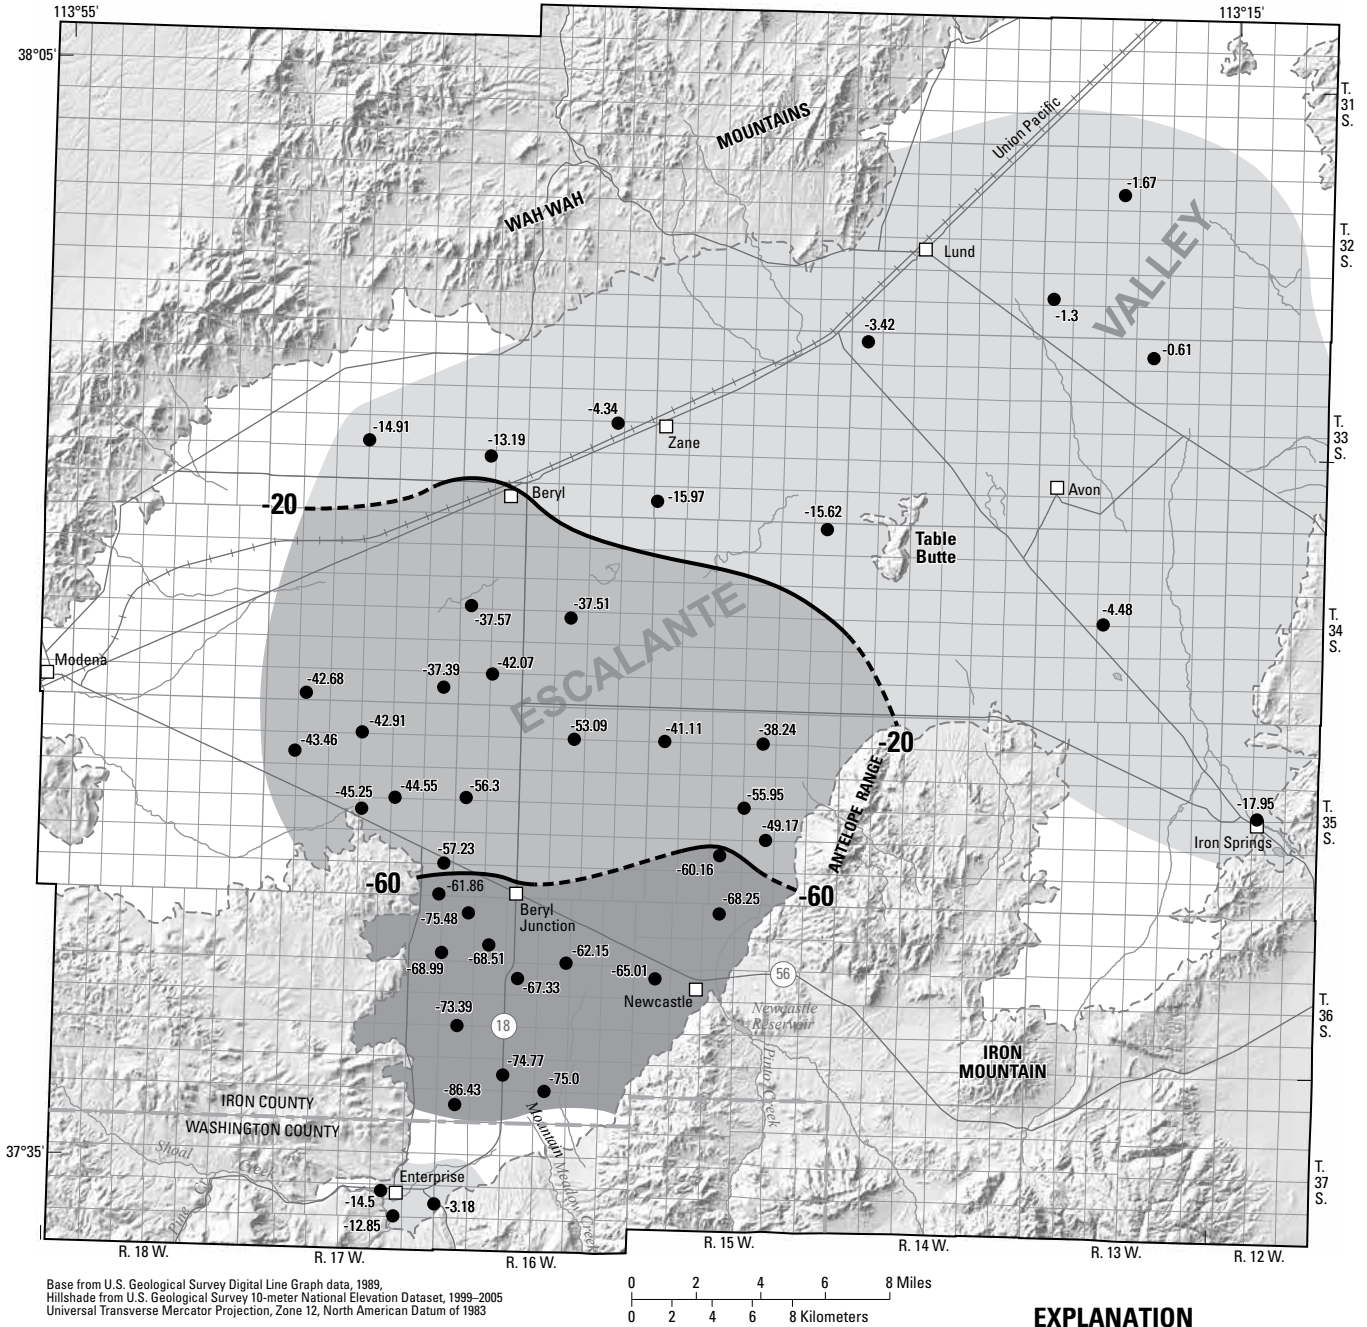 113°55'
113°15'
38°05'
T.
31
S.
MOUNTAINS
Union Pacific
WAH WAH
-1.67
VALLEY
T.
32
S.
Lund
-1.3
-3.42
-0.61
-4.34
-14.91
-13.19
Zane
T.
33
S.
-20
Beryl
-15.97
Avon
-15.62
Table
Butte
-37.57
-37.51
ESCALANTE
-4.48
T.
34
S.
Modena
-42.68
-37.39
-42.07
-42.91
-43.46
-53.09
-41.11
-38.24
-20
ANTELOPE RANGE
-45.25
-44.55
-56.3
-55.95
-49.17
-17.95
Iron Springs
T.
35
S.
-57.23
-60
-61.86
-60.16
-60
-75.48
Beryl
Junction
-68.25
-68.99
-68.51
-62.15
-67.33
-65.01
56
Newcastle
Newcastle
Reservoir
-73.39
18
T.
36
S.
IRON
MOUNTAIN
Pinto Creek
-74.77
-75.0
-86.43
IRON COUNTY
WASHINGTON COUNTY
Mountain Meadow Creek
37°35'
Shoal
Creek
Enterprise
-14.5
-3.18
-12.85
T.
37
S.
R. 18 W.
R. 17 W.
R. 16 W.
R. 15 W.
R. 14 W.
R. 13 W.
R. 12 W.
Base from U.S. Geological Survey Digital Line Graph data, 1989,
Hillshade from U.S. Geological Survey 10-meter National Elevation Dataset, 1999–2005
Universal Transverse Mercator Projection, Zone 12, North American Datum of 1983
0 2 4 6 8 Miles
0 2 4 6 8 Kilometers
EXPLANATION